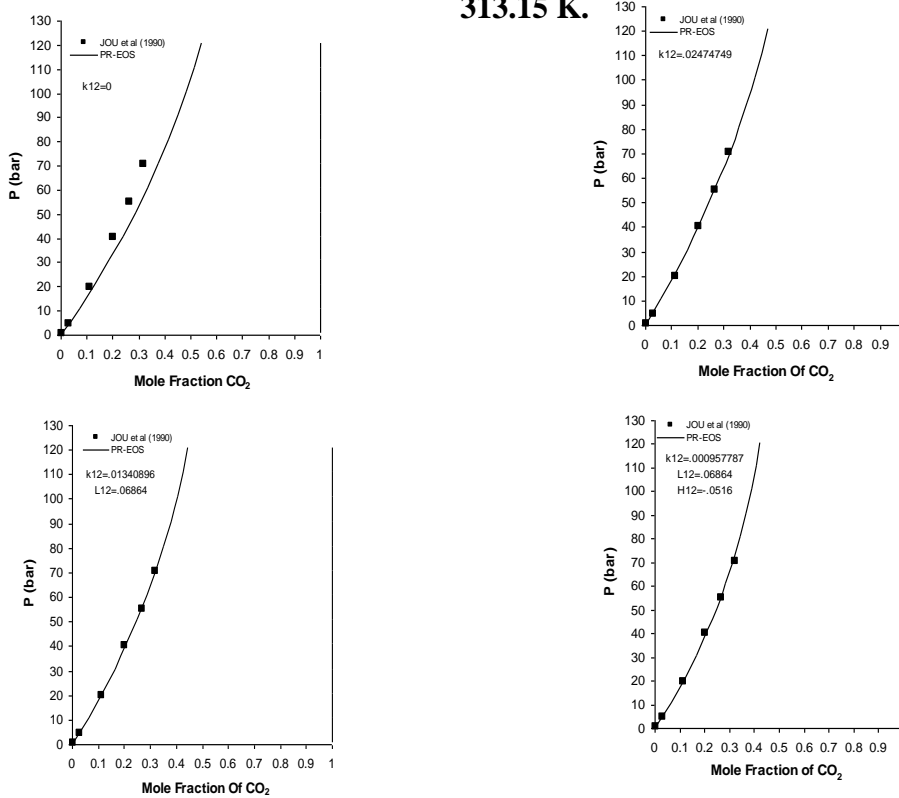 313.15 K.
130
120
110
100
90
80
70
60
50
40
30
20
10
0
P (bar)
JOU et al (1990)
PR-EOS
k12=0
0 0.1 0.2 0.3 0.4 0.5 0.6 0.7 0.8 0.9 1
Mole Fraction CO₂
130
120
110
100
90
80
70
60
50
40
30
20
10
0
P (bar)
JOU et al (1990)
PR-EOS
k12=.02474749
0 0.1 0.2 0.3 0.4 0.5 0.6 0.7 0.8 0.9
Mole Fraction Of CO₂
130
120
110
100
90
80
70
60
50
40
30
20
10
0
P (bar)
JOU et al (1990)
PR-EOS
k12=.01340896
L12=.06864
0 0.1 0.2 0.3 0.4 0.5 0.6 0.7 0.8 0.9 1
Mole Fraction Of CO₂
130
120
110
100
90
80
70
60
50
40
30
20
10
0
P (bar)
JOU et al (1990)
PR-EOS
k12=.000957787
L12=.06864
H12=-.0516
0 0.1 0.2 0.3 0.4 0.5 0.6 0.7 0.8 0.9
Mole Fraction of CO₂